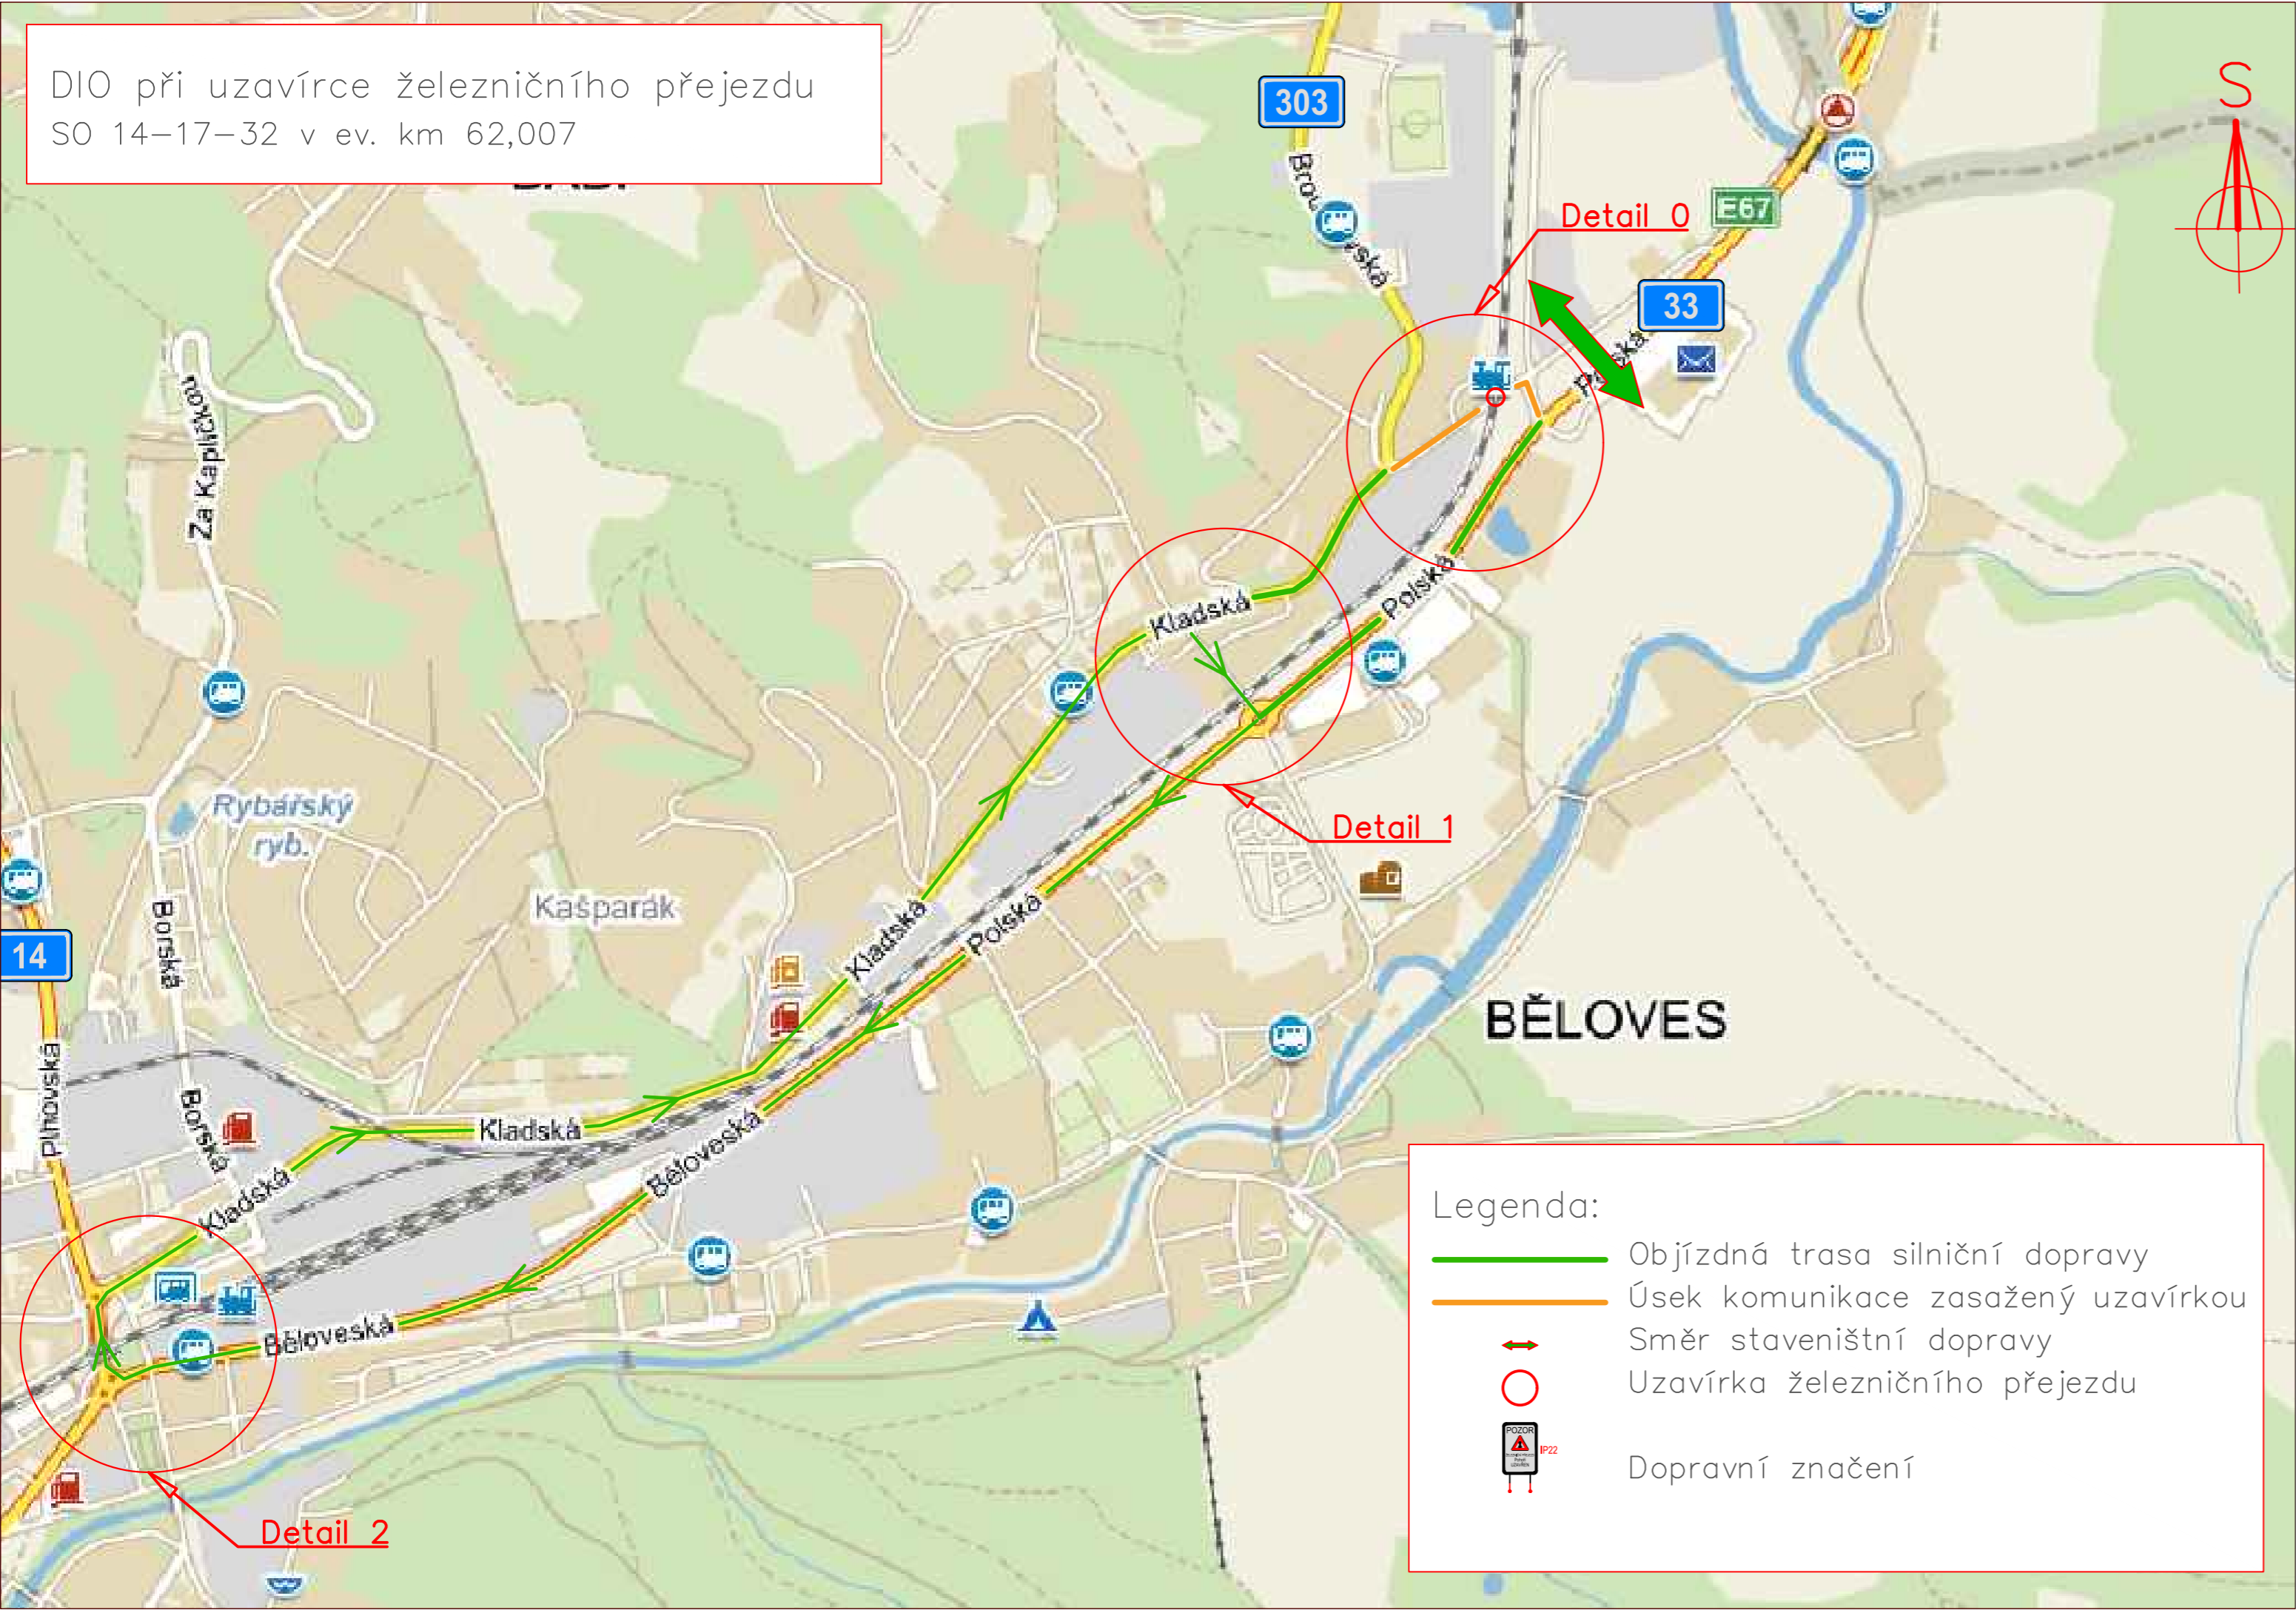 DIO při uzavírce železničního přejezdu
SO 14-17-32 v ev. km 62,007
303
S
Detail 0
E67
33
Polská
Za Kapličkou
Kladská
Polská
Detail 1
Rybářský
ryb.
Kašparák
Borská
Kladská
Polská
14
BĚLOVES
Plhovská
Borská
Kladská
Běloveská
Kladská
Běloveská
Detail 2
Legenda:
Objízdná trasa silniční dopravy
Úsek komunikace zasažený uzavírkou
Směr staveništní dopravy
Uzavírka železničního přejezdu
POZOR
IP22
Dopravní značení